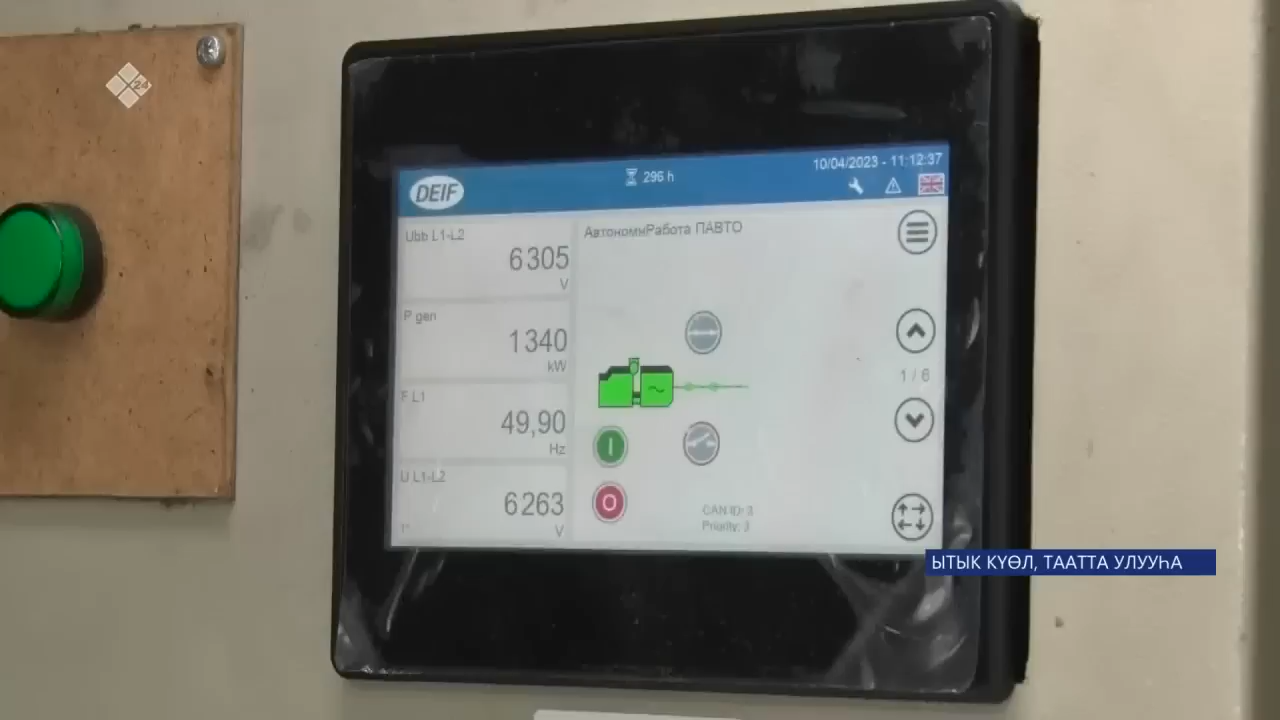 24
DEIF
296 h
10/04/2023 - 11:12:37
Ubb L1-L2
6305
V
P gen
1340
kW
F L1
49,90
Hz
U L1-L2
6263
V
АвтономнРабота ПАВТО
1 / 6
CAN ID: 3
Priority: 3
ЫТЫК КҮӨЛ, ТААТТА УЛУУҺА